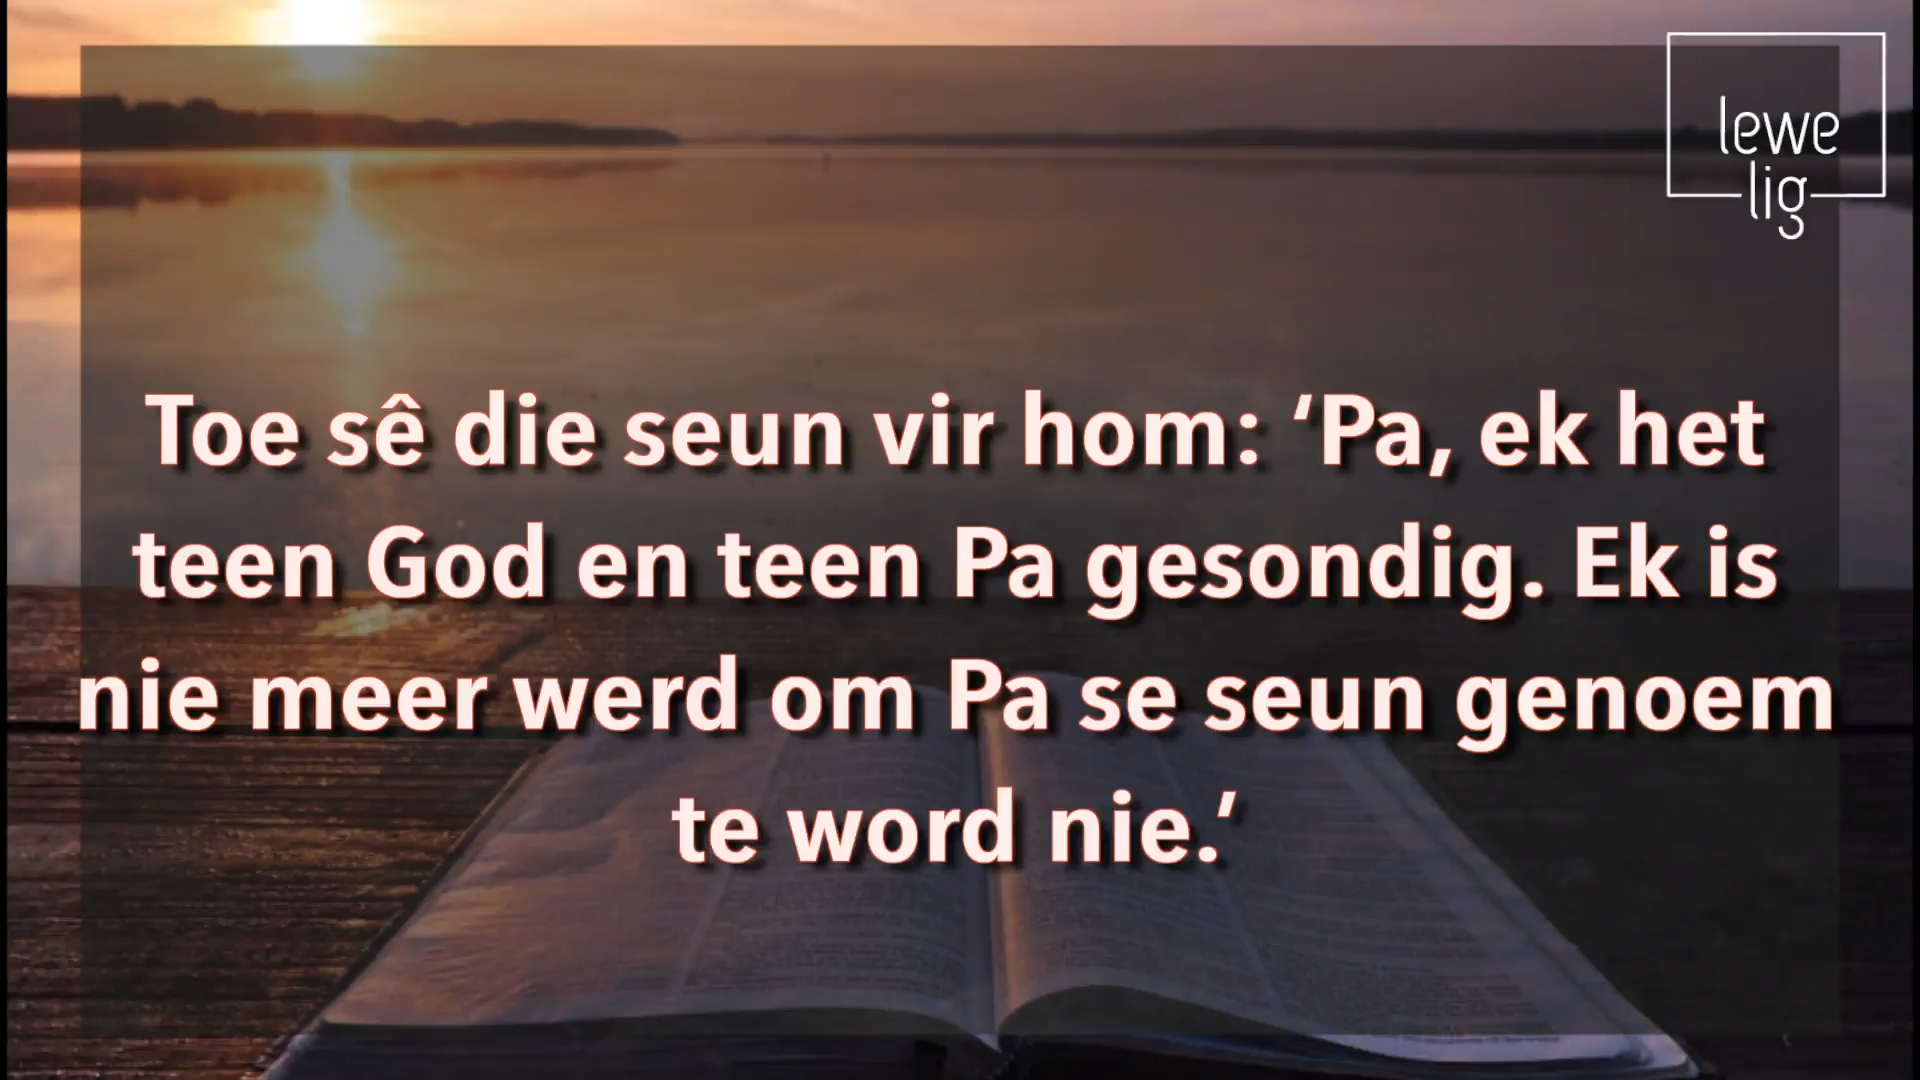 lewe
lig
Toe sê die seun vir hom: ‘Pa, ek het
teen God en teen Pa gesondig. Ek is
nie meer werd om Pa se seun genoem
te word nie.’